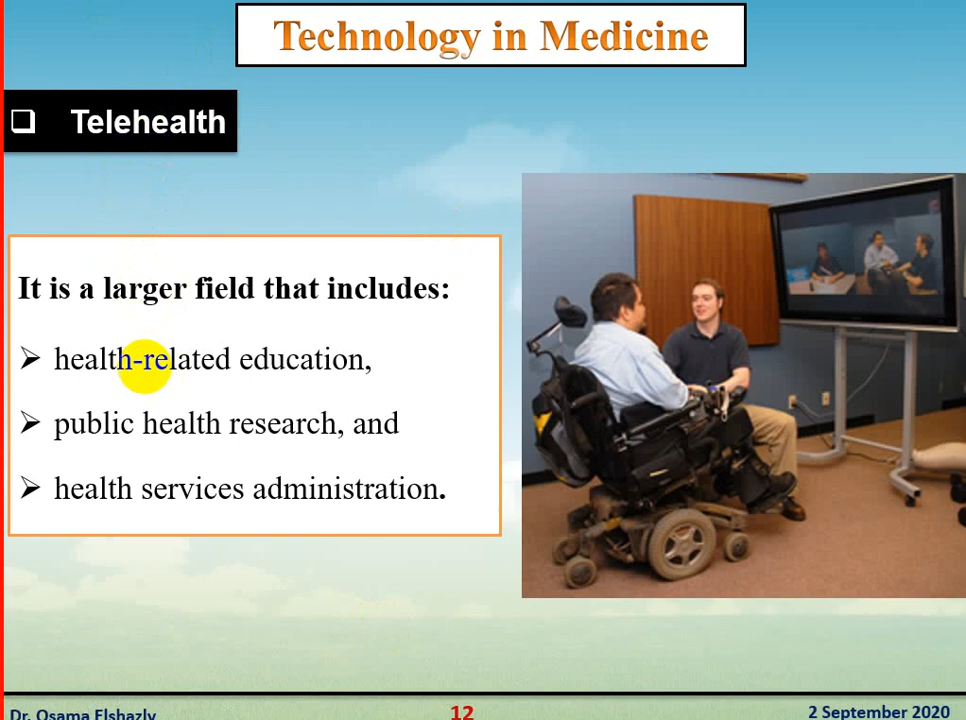 Technology in Medicine
❑ Telehealth
It is a larger field that includes:
➢ health-related education,
➢ public health research, and
➢ health services administration.
Dr. Osama Elshazly
12
2 September 2020